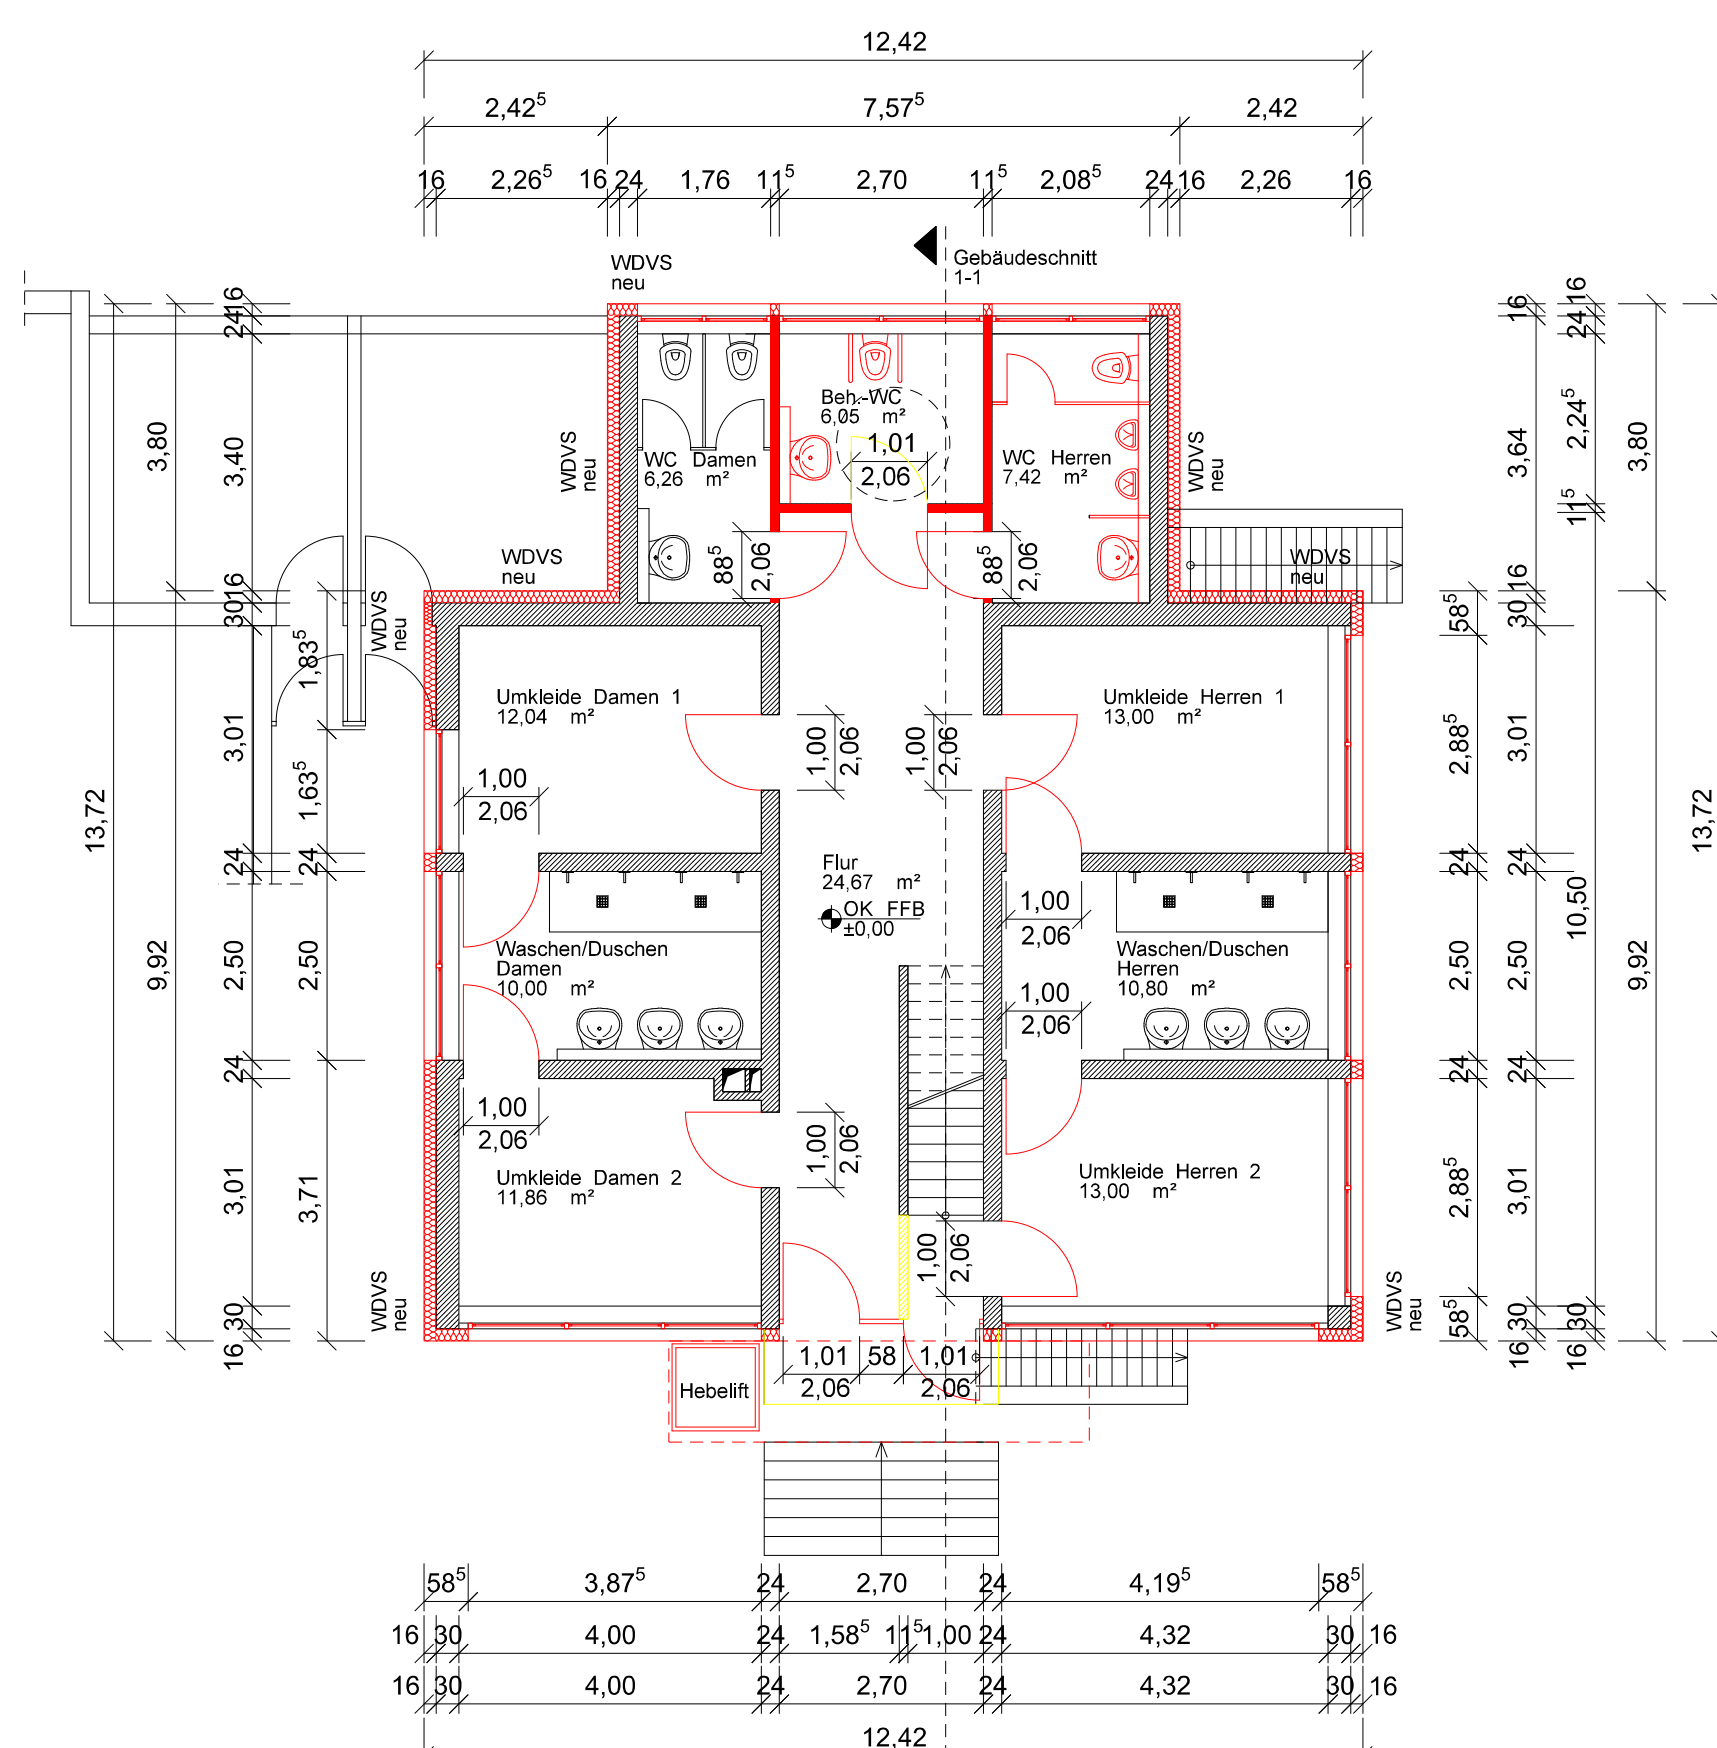 12,42
2,42⁵ 7,57⁵ 2,42
16 2,26⁵ 16 24 1,76 11⁵ 2,70 11⁵ 2,08⁵ 24 16 2,26 16
Gebäudeschnitt
1-1
WDVS
neu
WDVS
neu
WDVS
neu
WDVS
neu
WDVS
neu
WDVS
neu
WDVS
neu
WDVS
neu
Beh.-WC
6,05 m²
1,01
2,06
WC Damen
6,26 m²
WC Herren
7,42 m²
88⁵
2,06
88⁵
2,06
Umkleide Damen 1
12,04 m²
Umkleide Herren 1
13,00 m²
1,00
2,06
1,00
2,06
1,00
2,06
Flur
24,67 m²
OK FFB
±0,00
1,00
2,06
Waschen/Duschen
Damen
10,00 m²
Waschen/Duschen
Herren
10,80 m²
1,00
2,06
1,00
2,06
1,00
2,06
Umkleide Damen 2
11,86 m²
Umkleide Herren 2
13,00 m²
1,00
2,06
1,01 58 1,01
2,06 2,06
Hebelift
13,72
3,80
9,92
16
24
3,40
16
30
3,01
24
2,50
24
3,01
30
16
1,83⁵
1,63⁵
24
2,50
3,71
58⁵
2,88⁵
24
2,50
24
2,88⁵
58⁵
16
3,64
16
30
3,01
24
2,50
24
3,01
30
16
16
24
2,24⁵
11⁵
10,50
30
16
3,80
9,92
13,72
58⁵ 3,87⁵ 24 2,70 24 4,19⁵ 58⁵
16 30 4,00 24 1,58⁵ 11⁵ 1,00 24 4,32 30 16
16 30 4,00 24 2,70 24 4,32 30 16
12,42